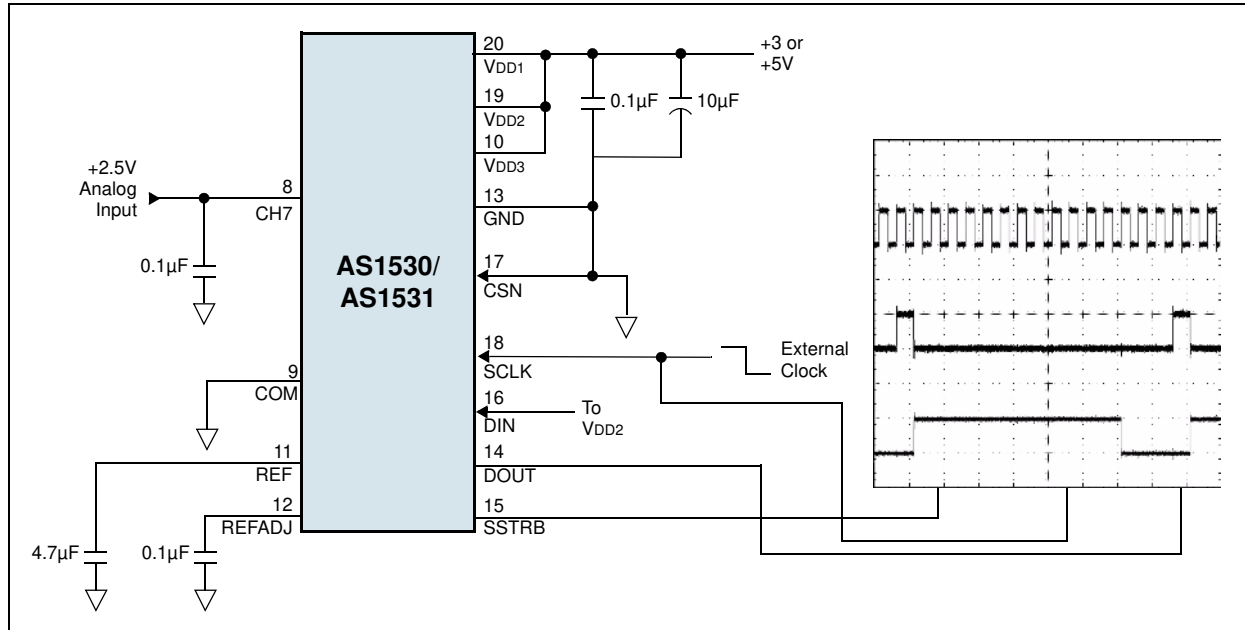 20
VDD1
+3 or
+5V
19
VDD2
0.1µF
10µF
10
VDD3
+2.5V
Analog
Input
8
CH7
13
GND
0.1µF
AS1530/
AS1531
17
CSN
18
SCLK
External
Clock
9
COM
16
DIN
To
VDD2
11
REF
14
DOUT
12
REFADJ
15
SSTRB
4.7µF
0.1µF